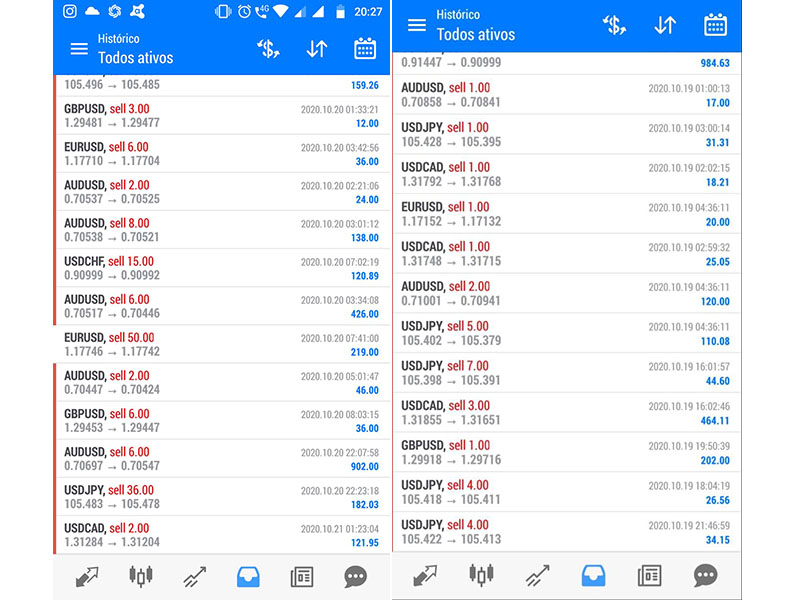 4G
20:27
Histórico
Todos ativos
105.496 → 105.485
159.26
GBPUSD, sell 3.00
2020.10.20 01:33:21
1.29481 → 1.29477
12.00
EURUSD, sell 6.00
2020.10.20 03:42:56
1.17710 → 1.17704
36.00
AUDUSD, sell 2.00
2020.10.20 02:21:06
0.70537 → 0.70525
24.00
AUDUSD, sell 8.00
2020.10.20 03:01:12
0.70538 → 0.70521
138.00
USDCHF, sell 15.00
2020.10.20 07:02:19
0.90999 → 0.90992
120.89
AUDUSD, sell 6.00
2020.10.20 03:34:08
0.70517 → 0.70446
426.00
EURUSD, sell 50.00
2020.10.20 07:41:00
1.17746 → 1.17742
219.00
AUDUSD, sell 2.00
2020.10.20 05:01:47
0.70447 → 0.70424
46.00
GBPUSD, sell 6.00
2020.10.20 08:03:15
1.29453 → 1.29447
36.00
AUDUSD, sell 6.00
2020.10.20 22:07:58
0.70697 → 0.70547
902.00
USDJPY, sell 36.00
2020.10.20 22:23:18
105.483 → 105.478
182.03
USDCAD, sell 2.00
2020.10.21 01:23:04
1.31284 → 1.31204
121.95
Histórico
Todos ativos
0.91447 → 0.90999
984.63
AUDUSD, sell 1.00
2020.10.19 01:00:13
0.70858 → 0.70841
17.00
USDJPY, sell 1.00
2020.10.19 03:00:14
105.428 → 105.395
31.31
USDCAD, sell 1.00
2020.10.19 02:02:15
1.31792 → 1.31768
18.21
EURUSD, sell 1.00
2020.10.19 04:36:11
1.17152 → 1.17132
20.00
USDCAD, sell 1.00
2020.10.19 02:59:32
1.31748 → 1.31715
25.05
AUDUSD, sell 2.00
2020.10.19 04:36:11
0.71001 → 0.70941
120.00
USDJPY, sell 5.00
2020.10.19 04:36:11
105.402 → 105.379
110.08
USDJPY, sell 7.00
2020.10.19 16:01:57
105.398 → 105.391
44.60
USDCAD, sell 3.00
2020.10.19 16:02:46
1.31855 → 1.31651
464.11
GBPUSD, sell 1.00
2020.10.19 19:50:39
1.29918 → 1.29716
202.00
USDJPY, sell 4.00
2020.10.19 18:04:19
105.418 → 105.411
26.56
USDJPY, sell 4.00
2020.10.19 21:46:59
105.422 → 105.413
34.15